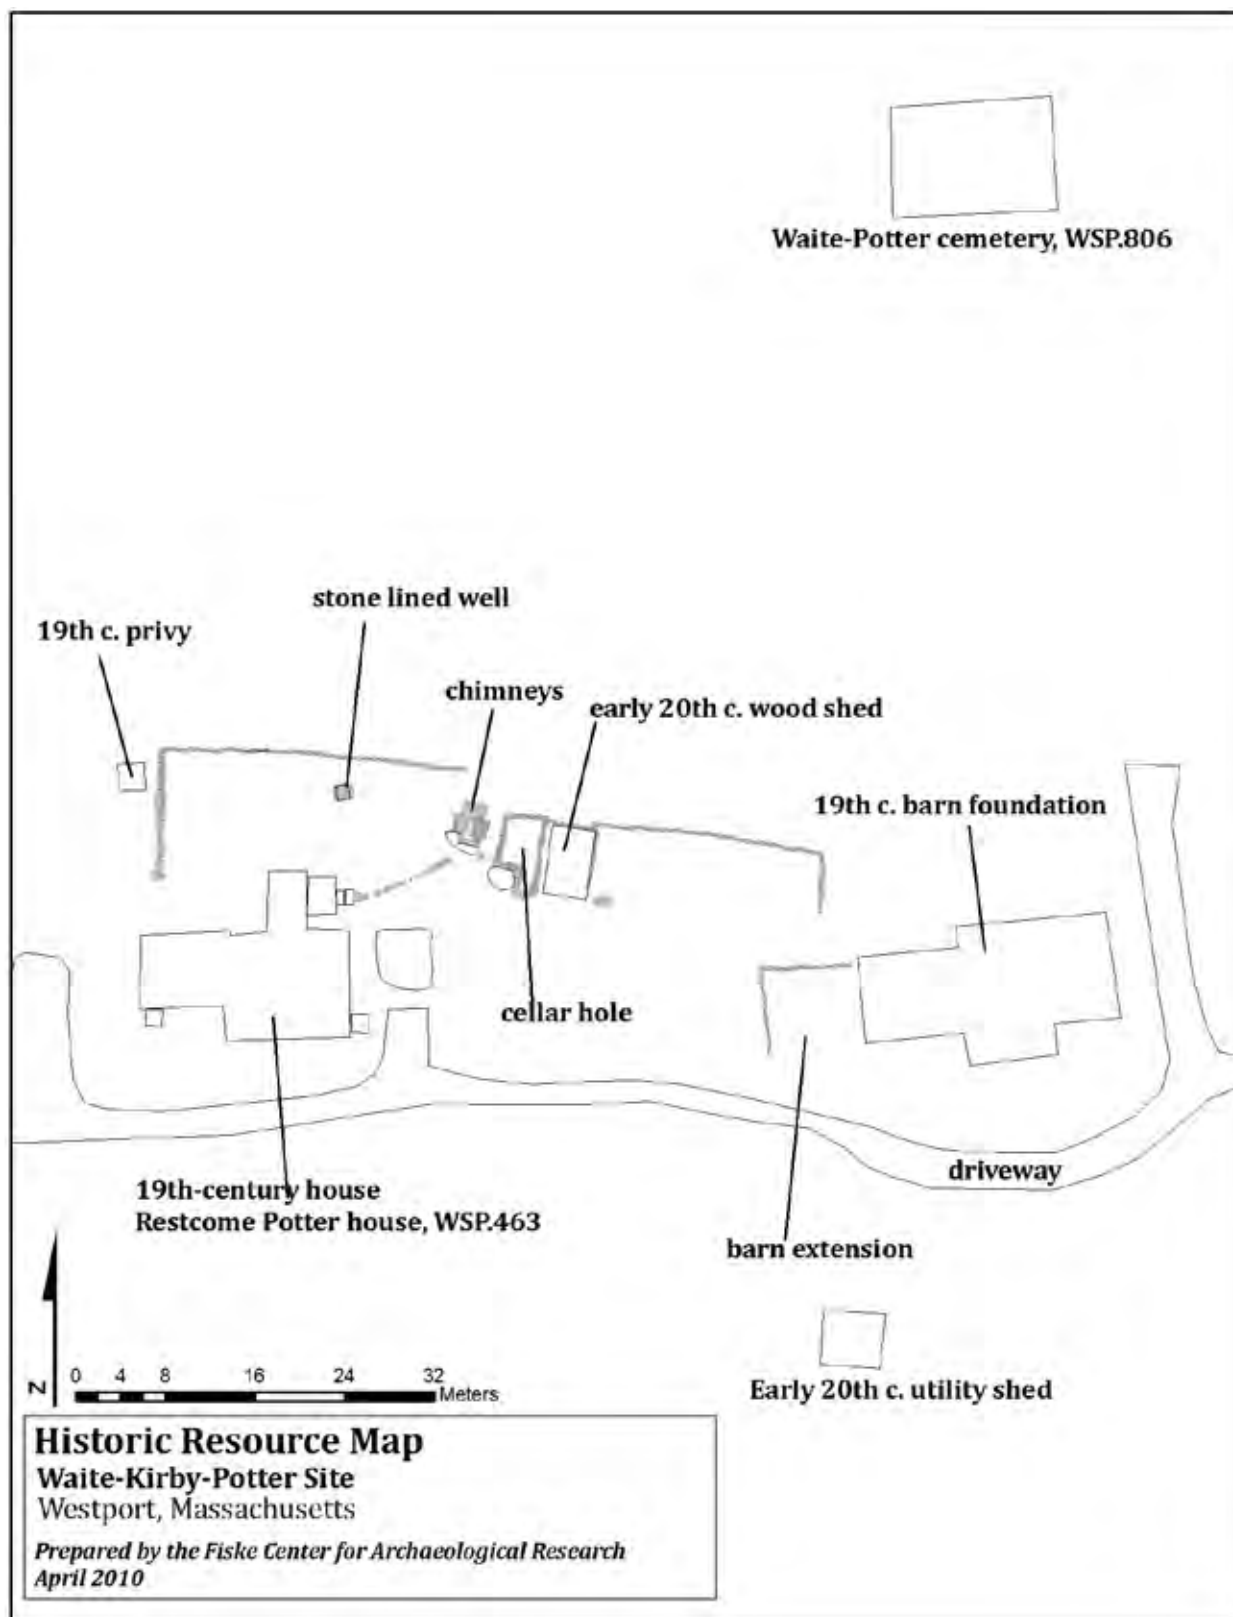 Waite-Potter cemetery, WSP.806
stone lined well
19th c. privy
chimneys
early 20th c. wood shed
19th c. barn foundation
cellar hole
driveway
19th-century house
Restcome Potter house, WSP.463
barn extension
Early 20th c. utility shed
N
0 4 8 16 24 32
Meters
Historic Resource Map
Waite-Kirby-Potter Site
Westport, Massachusetts
Prepared by the Fiske Center for Archaeological Research
April 2010